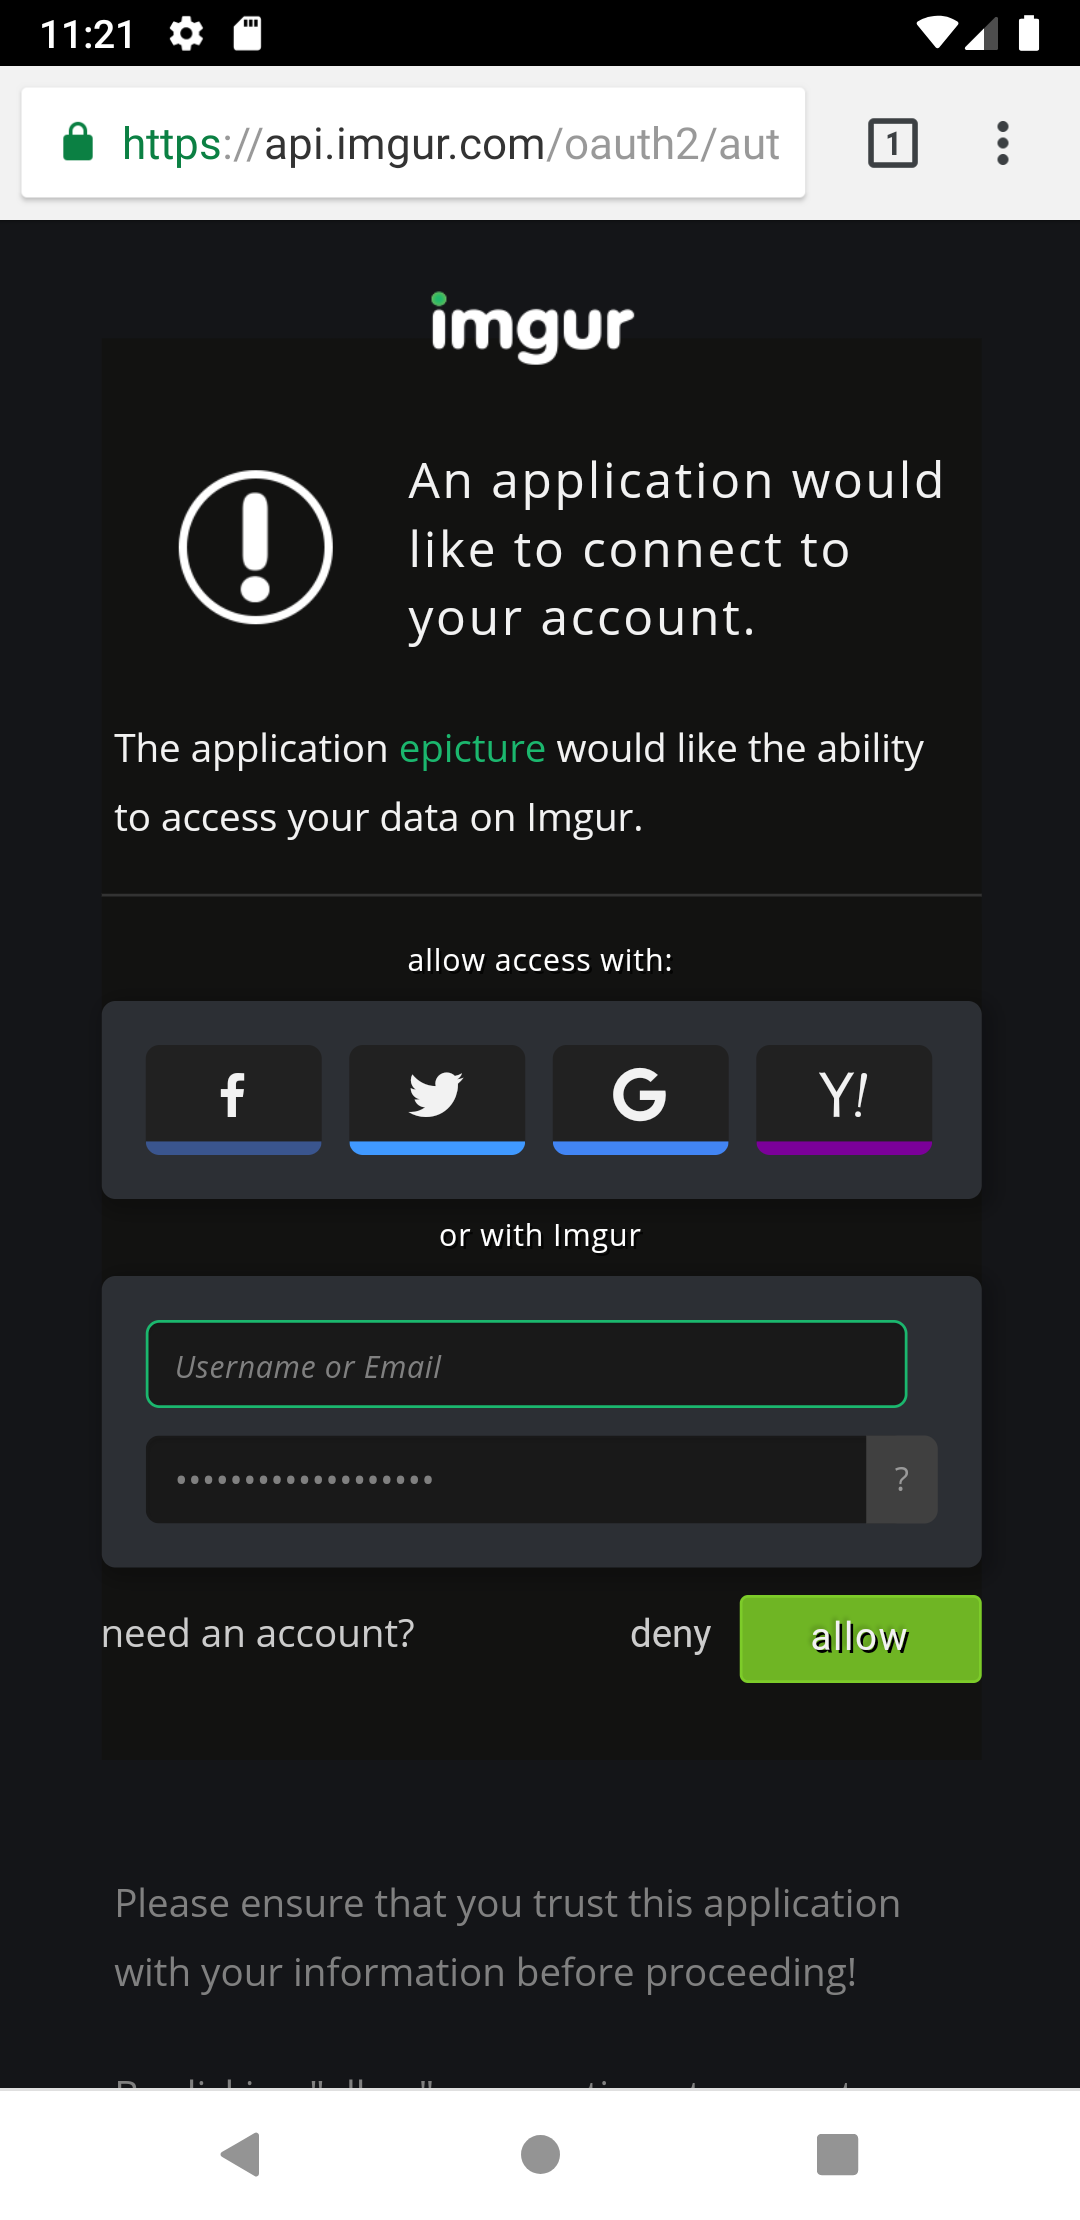 11:21
https://api.imgur.com/oauth2/aut
1
imgur
An application would
like to connect to
your account.
The application epicture would like the ability
to access your data on Imgur.
allow access with:
f G Y!
or with Imgur
Username or Email
••••••••••••••••••• ?
need an account? deny allow
Please ensure that you trust this application
with your information before proceeding!